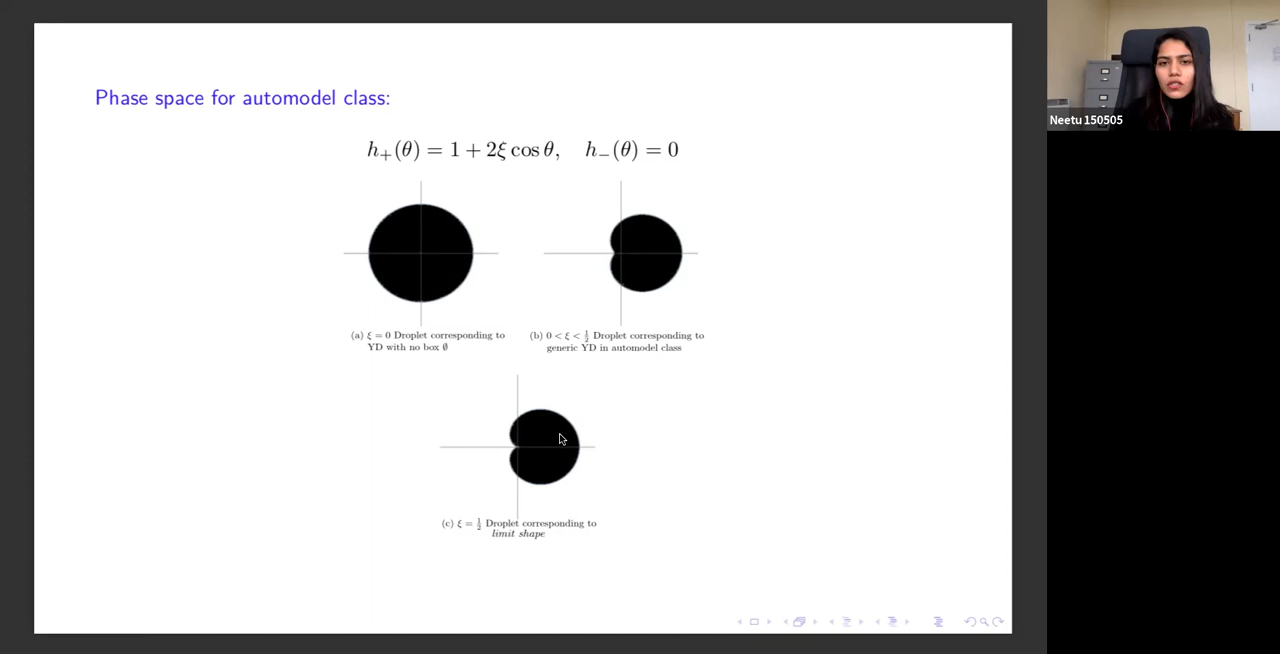 Phase space for automodel class:
h₊(θ) = 1 + 2ξ cos θ, h₋(θ) = 0
(a) ξ = 0 Droplet corresponding to
YD with no box ∅
(b) 0 < ξ < 1/2 Droplet corresponding to
generic YD in automodel class
(c) ξ = 1/2 Droplet corresponding to
limit shape
Neetu 150505